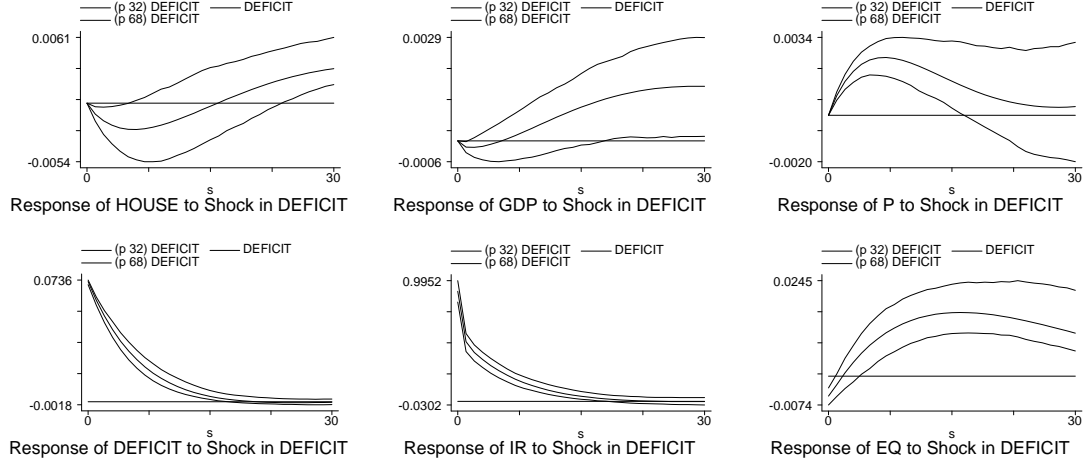 (p 32) DEFICIT DEFICIT
(p 68) DEFICIT
0.0061
-0.0054
0 30
s
Response of HOUSE to Shock in DEFICIT
(p 32) DEFICIT DEFICIT
(p 68) DEFICIT
0.0029
-0.0006
0 30
s
Response of GDP to Shock in DEFICIT
(p 32) DEFICIT DEFICIT
(p 68) DEFICIT
0.0034
-0.0020
0 30
s
Response of P to Shock in DEFICIT
(p 32) DEFICIT DEFICIT
(p 68) DEFICIT
0.0736
-0.0018
0 30
s
Response of DEFICIT to Shock in DEFICIT
(p 32) DEFICIT DEFICIT
(p 68) DEFICIT
0.9952
-0.0302
0 30
s
Response of IR to Shock in DEFICIT
(p 32) DEFICIT DEFICIT
(p 68) DEFICIT
0.0245
-0.0074
0 30
s
Response of EQ to Shock in DEFICIT